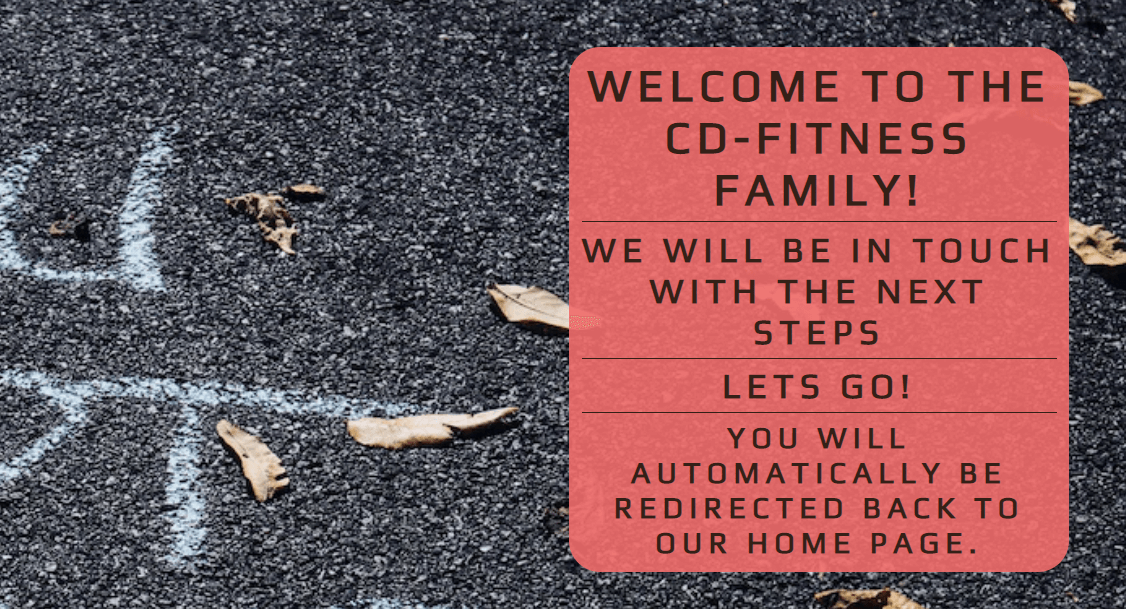 WELCOME TO THE
CD-FITNESS
FAMILY!
WE WILL BE IN TOUCH
WITH THE NEXT
STEPS
LETS GO!
YOU WILL
AUTOMATICALLY BE
REDIRECTED BACK TO
OUR HOME PAGE.